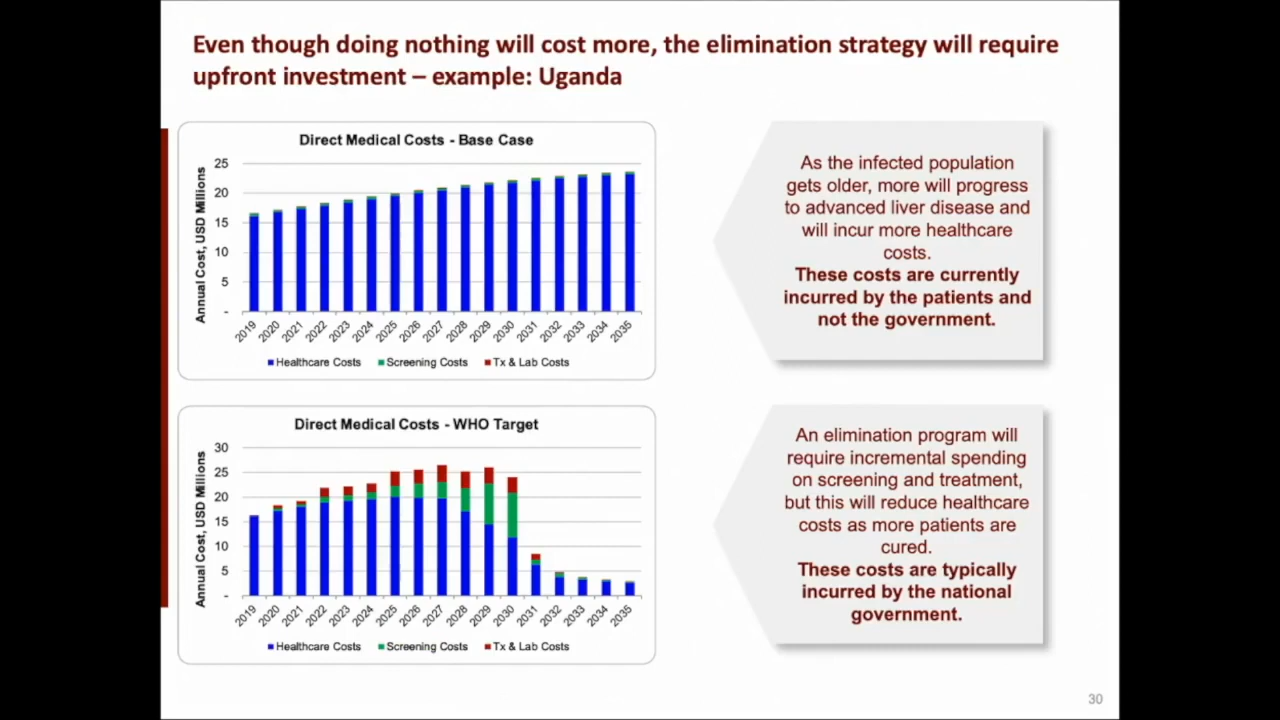 Even though doing nothing will cost more, the elimination strategy will require
upfront investment – example: Uganda
Direct Medical Costs - Base Case
Annual Cost, USD Millions
25
20
15
10
5
-
2019 2020 2021 2022 2023 2024 2025 2026 2027 2028 2029 2030 2031 2032 2033 2034 2035
Healthcare Costs Screening Costs Tx & Lab Costs
As the infected population
gets older, more will progress
to advanced liver disease and
will incur more healthcare
costs.
These costs are currently
incurred by the patients and
not the government.
Direct Medical Costs - WHO Target
Annual Cost, USD Millions
30
25
20
15
10
5
-
2019 2020 2021 2022 2023 2024 2025 2026 2027 2028 2029 2030 2031 2032 2033 2034 2035
Healthcare Costs Screening Costs Tx & Lab Costs
An elimination program will
require incremental spending
on screening and treatment,
but this will reduce healthcare
costs as more patients are
cured.
These costs are typically
incurred by the national
government.
30